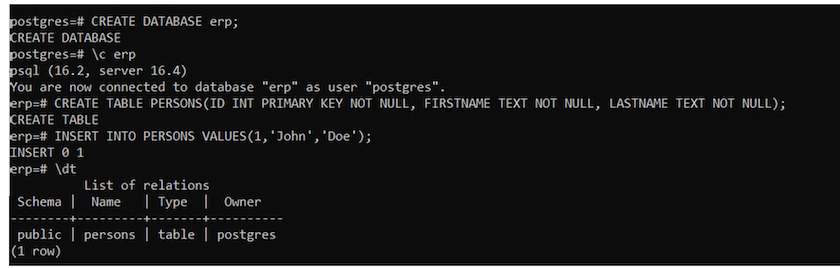 postgres=# CREATE DATABASE erp;
CREATE DATABASE
postgres=# \c erp
psql (16.2, server 16.4)
You are now connected to database "erp" as user "postgres".
erp=# CREATE TABLE PERSONS(ID INT PRIMARY KEY NOT NULL, FIRSTNAME TEXT NOT NULL, LASTNAME TEXT NOT NULL);
CREATE TABLE
erp=# INSERT INTO PERSONS VALUES(1,'John','Doe');
INSERT 0 1
erp=# \dt
          List of relations
 Schema |  Name   | Type  |  Owner
--------+---------+-------+----------
 public | persons | table | postgres
(1 row)